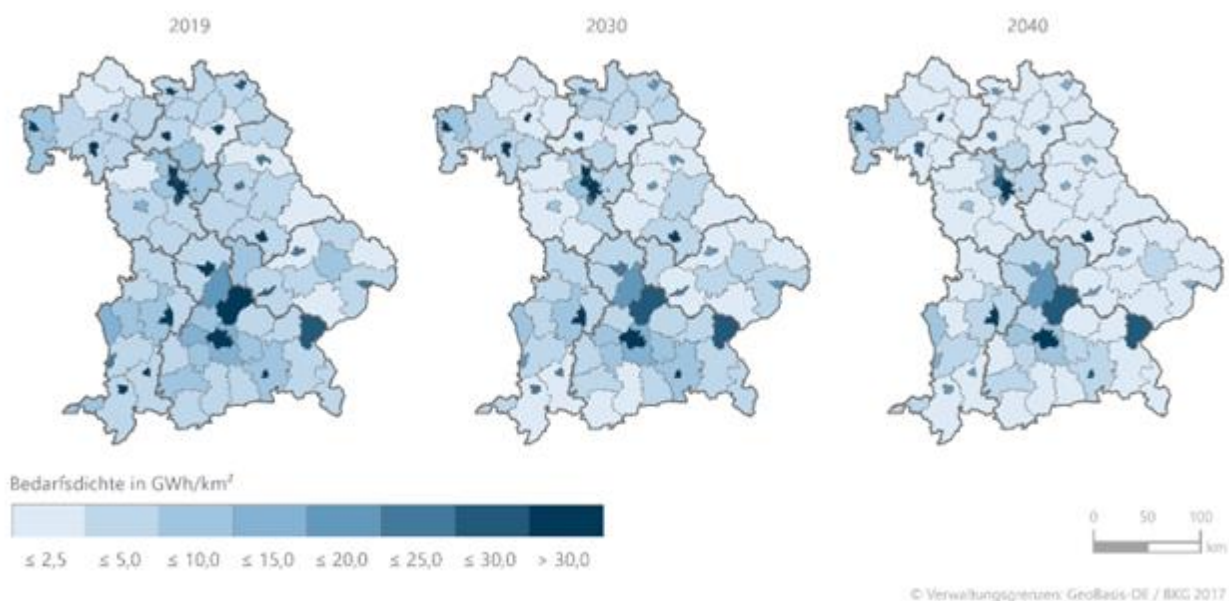 2019 2030 2040
Bedarfsdichte in GWh/km²
≤ 2,5 ≤ 5,0 ≤ 10,0 ≤ 15,0 ≤ 20,0 ≤ 25,0 ≤ 30,0 > 30,0
0 50 100
km
© Verwaltungsgrenzen: GeoBasis-DE / BKG 2017